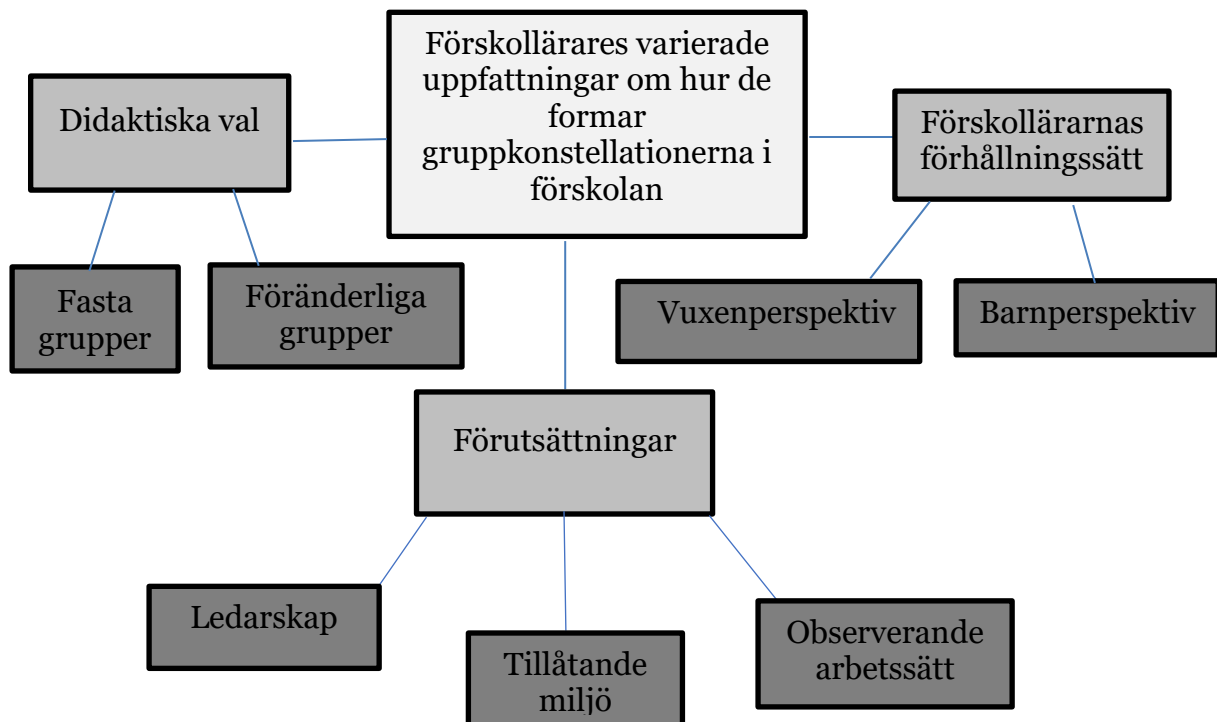 Förskollärares varierade
uppfattningar om hur de
formar
gruppkonstellationerna i
förskolan
Didaktiska val
Förskollärarnas
förhållningssätt
Fasta
grupper
Föränderliga
grupper
Vuxenperspektiv
Barnperspektiv
Förutsättningar
Ledarskap
Tillåtande
miljö
Observerande
arbetssätt